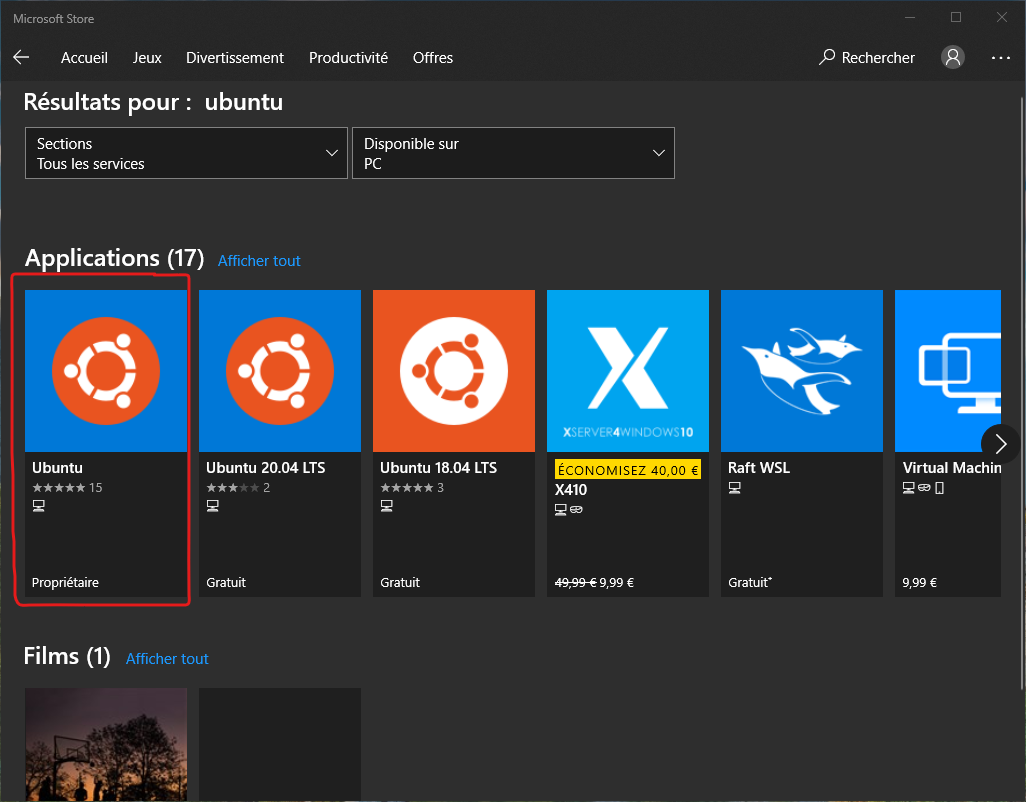 Microsoft Store
Accueil Jeux Divertissement Productivité Offres Rechercher
Résultats pour : ubuntu
Sections
Tous les services
Disponible sur
PC
Applications (17) Afficher tout
Ubuntu
15
Propriétaire
Ubuntu 20.04 LTS
2
Gratuit
Ubuntu 18.04 LTS
3
Gratuit
XSERVER4WINDOWS10
ÉCONOMISEZ 40,00 €
X410
49,99 € 9,99 €
Raft WSL
Gratuit*
Virtual Machin
9,99 €
Films (1) Afficher tout